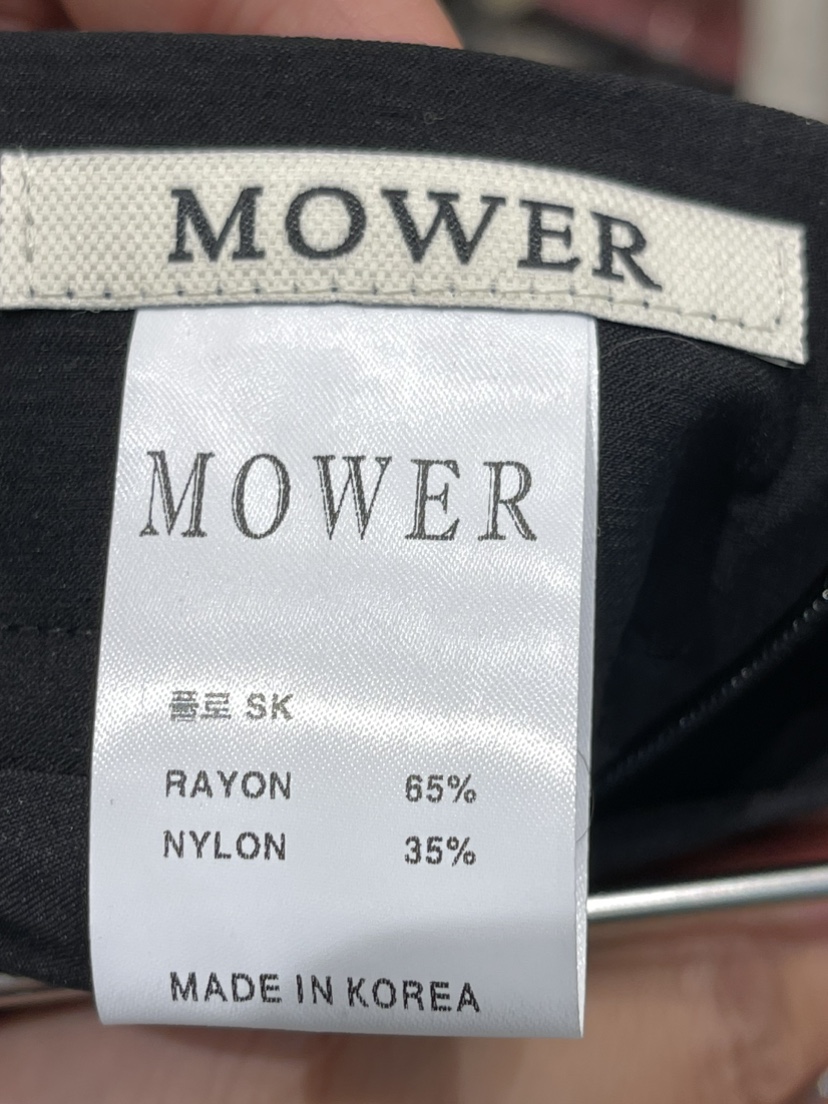 MOWER
MOWER
플로 SK
RAYON 65%
NYLON 35%
MADE IN KOREA